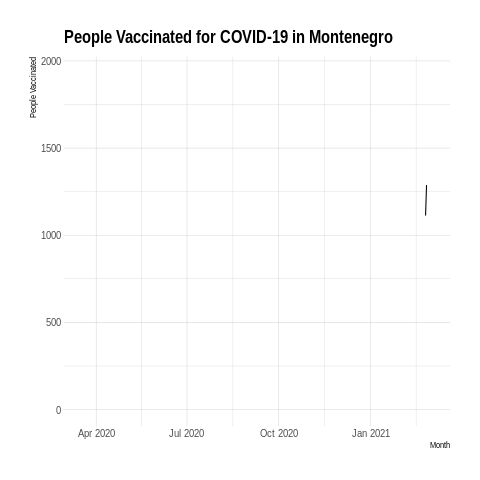 People Vaccinated for COVID-19 in Montenegro
People Vaccinated
2000
1500
1000
500
0
Apr 2020
Jul 2020
Oct 2020
Jan 2021
Month